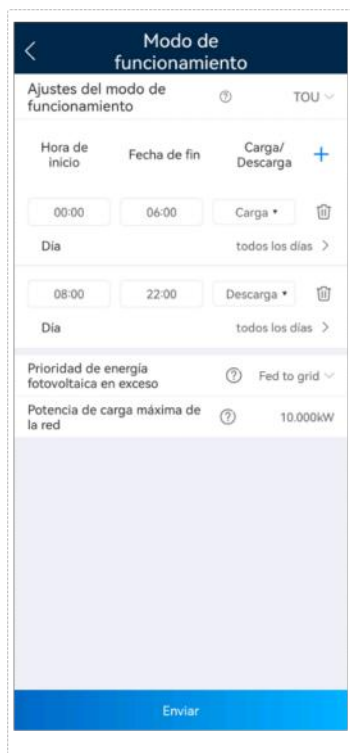 Modo de
funcionamiento
Ajustes del modo de
funcionamiento
TOU
Hora de
inicio
Fecha de fin
Carga/
Descarga
00:00 06:00 Carga
Día todos los días
08:00 22:00 Descarga
Día todos los días
Prioridad de energía
fotovoltaica en exceso
Fed to grid
Potencia de carga máxima de
la red
10.000kW
Enviar